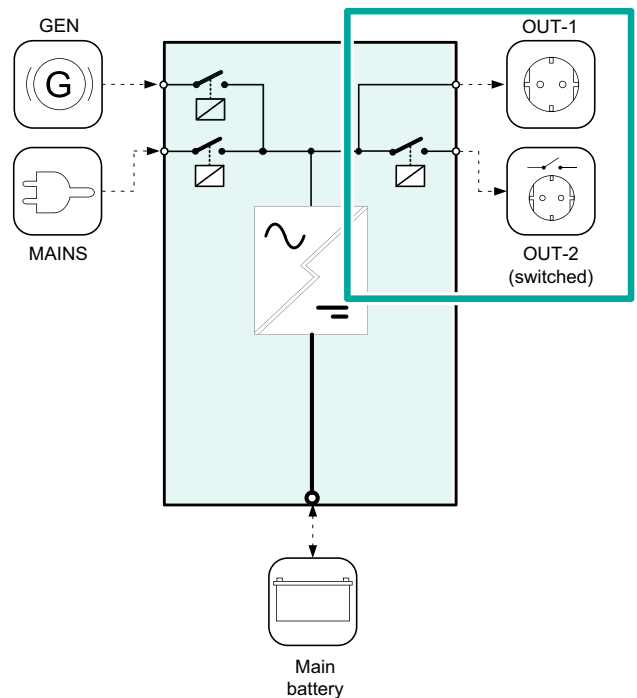 GEN
OUT-1
G
MAINS
OUT-2
(switched)
Main
battery